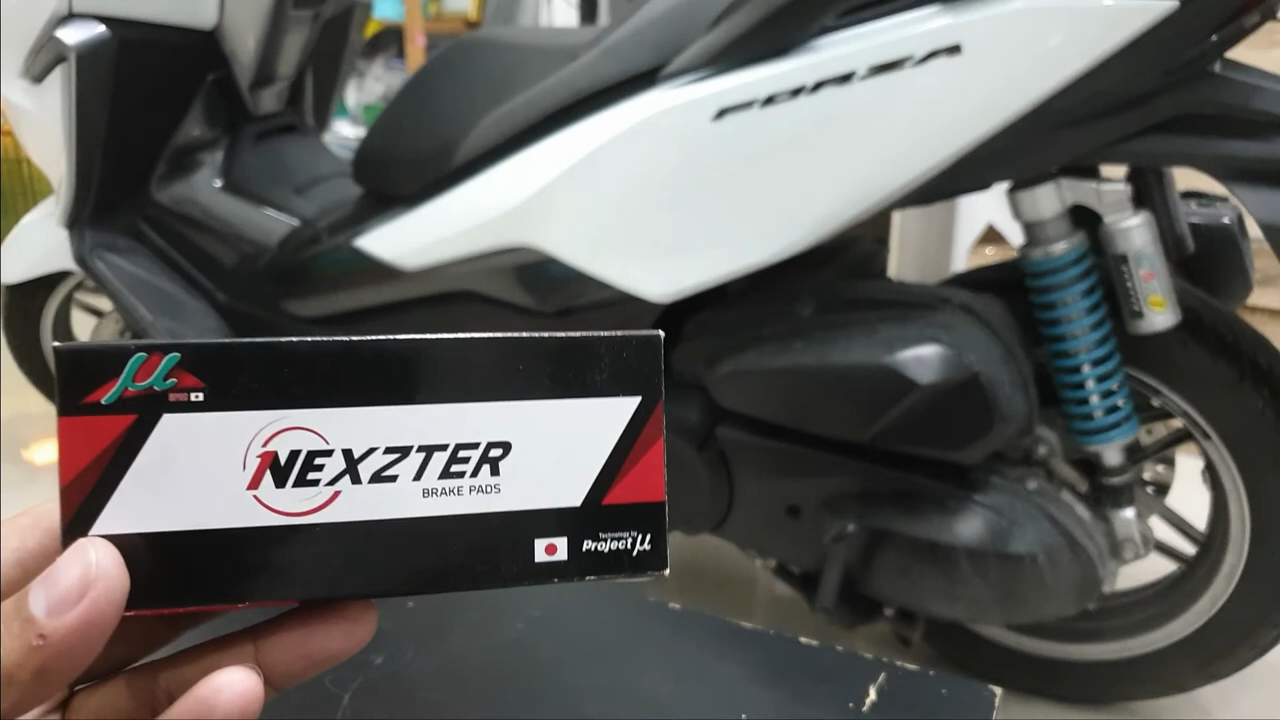 FORZA
µ
NEXZTER
BRAKE PADS
Technology by
Project µ